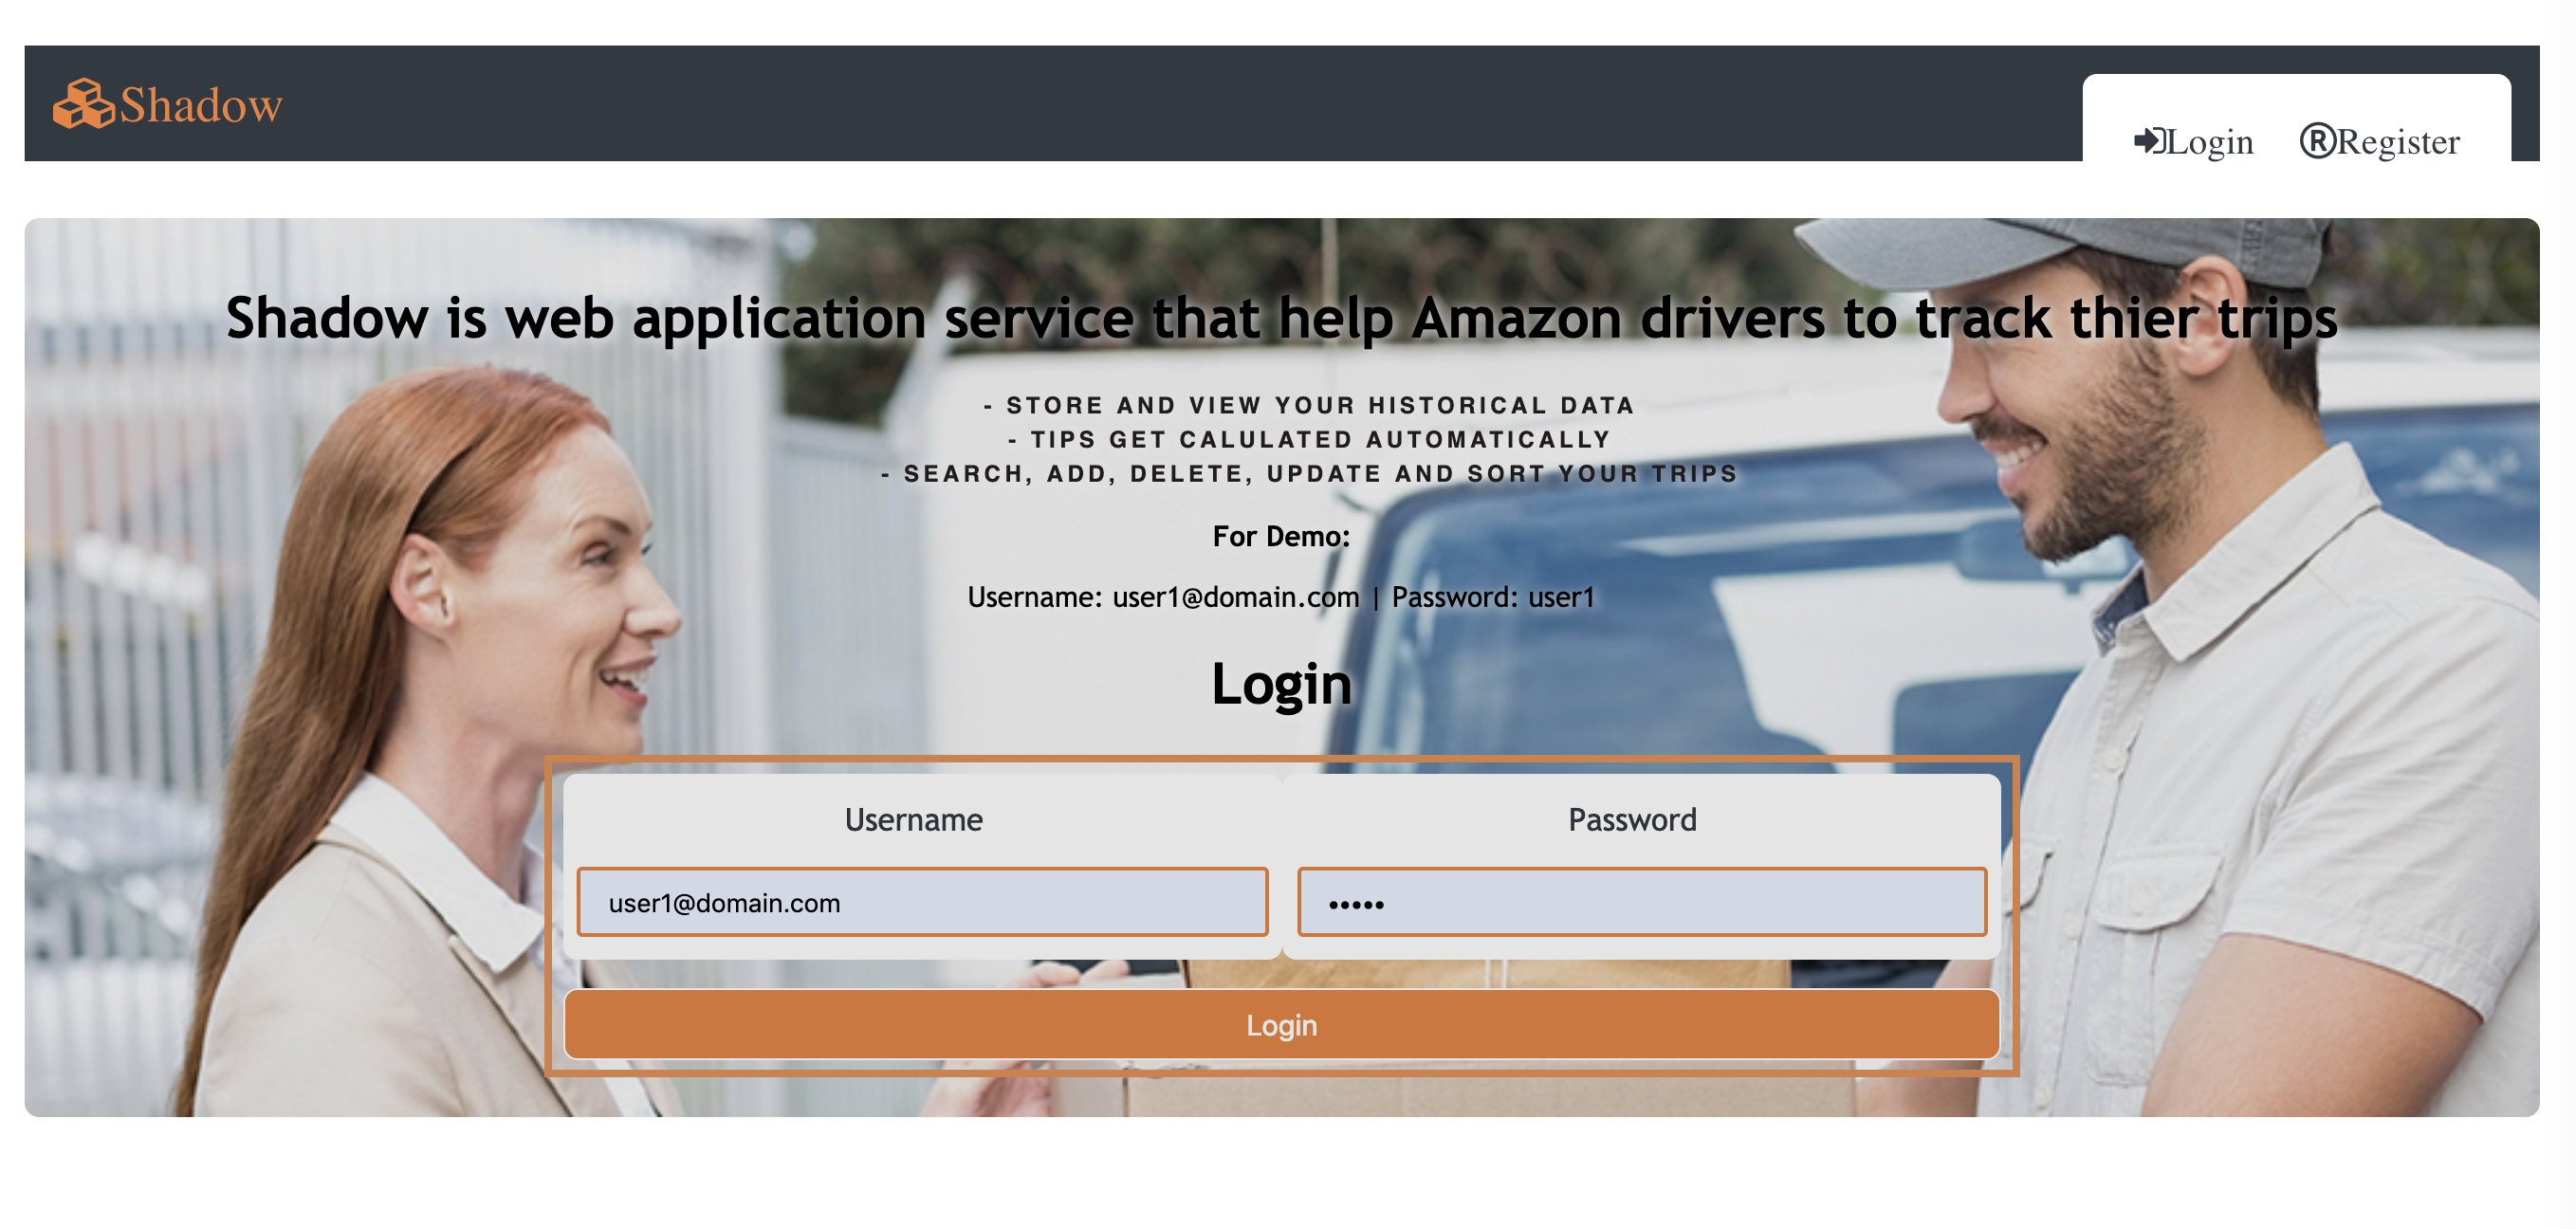 Shadow
Login ®Register
Shadow is web application service that help Amazon drivers to track thier trips
- STORE AND VIEW YOUR HISTORICAL DATA
- TIPS GET CALULATED AUTOMATICALLY
- SEARCH, ADD, DELETE, UPDATE AND SORT YOUR TRIPS
For Demo:
Username: user1@domain.com | Password: user1
Login
Username Password
user1@domain.com •••••
Login